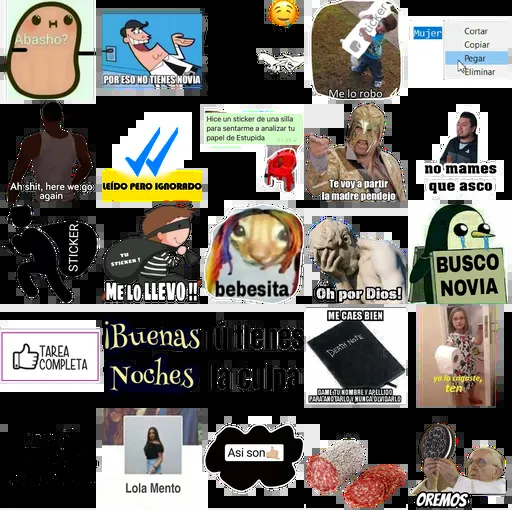 Abasho?
POR ESO NO TIENES NOVIA
STICKER
Me lo robo
Mujer
Cortar
Copiar
Pegar
Eliminar
Ah shit, here we go
again
LEÍDO PERO IGNORADO
Hice un sticker de una silla
para sentarme a analizar tu
papel de Estupida
Te voy a partir
la madre pendejo
no mames
que asco
STICKER
TU
STICKER!
ME LO LLEVO!!
bebesita
Oh por Dios!
BUSCO
NOVIA
TAREA
COMPLETA
¡Buenas
Noches
tienes
la culpa
ME CAES BIEN
DEATH NOTE
DAME TU NOMBRE Y APELLIDO
PARA ANOTARLO Y NUNCA OLVIDARLO
ya la cagaste,
ten
Lola Mento
Asi son
OREMOS